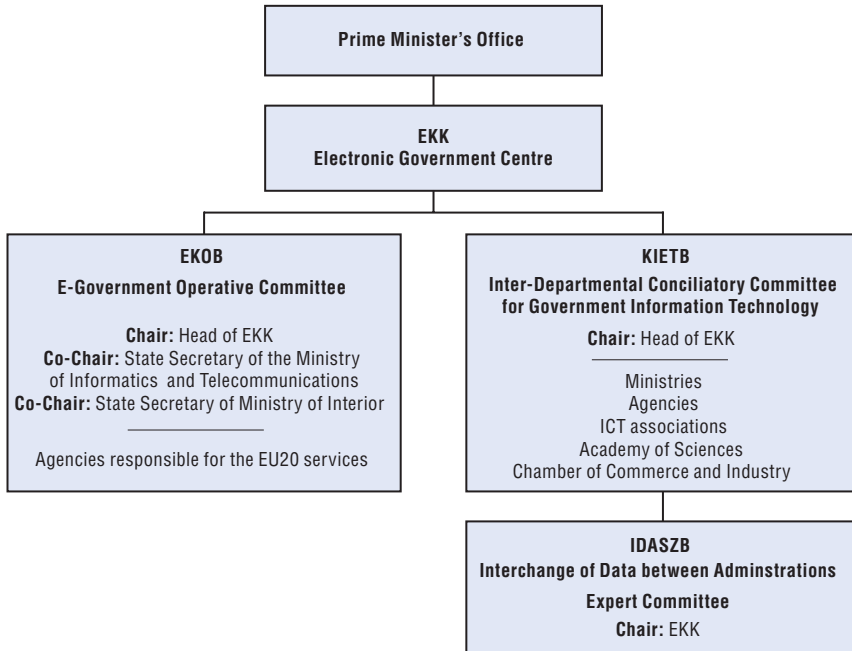 Prime Minister's Office
EKK
Electronic Government Centre
EKOB
E-Government Operative Committee
Chair: Head of EKK
Co-Chair: State Secretary of the Ministry
of Informatics and Telecommunications
Co-Chair: State Secretary of Ministry of Interior
Agencies responsible for the EU20 services
KIETB
Inter-Departmental Conciliatory Committee
for Government Information Technology
Chair: Head of EKK
Ministries
Agencies
ICT associations
Academy of Sciences
Chamber of Commerce and Industry
IDASZB
Interchange of Data between Adminstrations
Expert Committee
Chair: EKK